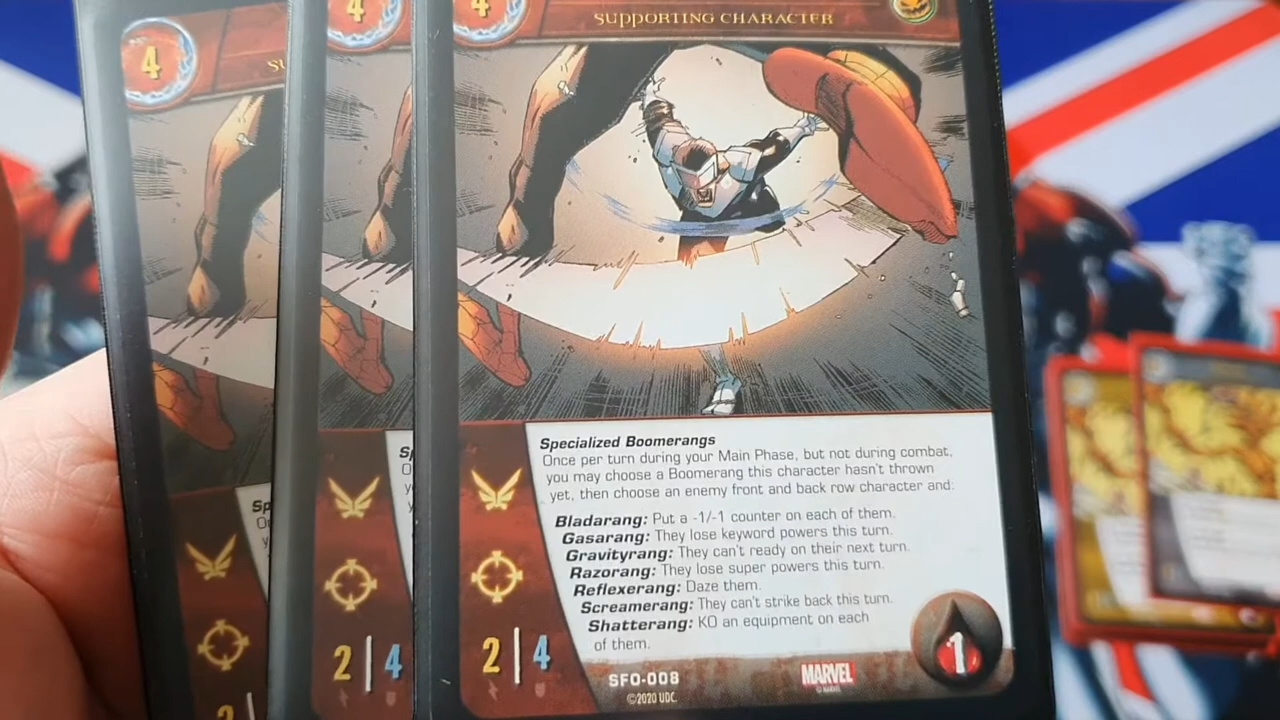 4
SU
4
4
SUPPORTING CHARACTER
Specialized Boomerangs
Once per turn during your Main Phase, but not during combat,
you may choose a Boomerang this character hasn't thrown
yet, then choose an enemy front and back row character and:
Bladarang: Put a -1/-1 counter on each of them.
Gasarang: They lose keyword powers this turn.
Gravityrang: They can't ready on their next turn.
Razorang: They lose super powers this turn.
Reflexerang: Daze them.
Screamerang: They can't strike back this turn.
Shatterang: KO an equipment on each
of them.
2 | 4
1
SFO-008
MARVEL
©2020 UDC.
Sp
2 | 4
Sp
2